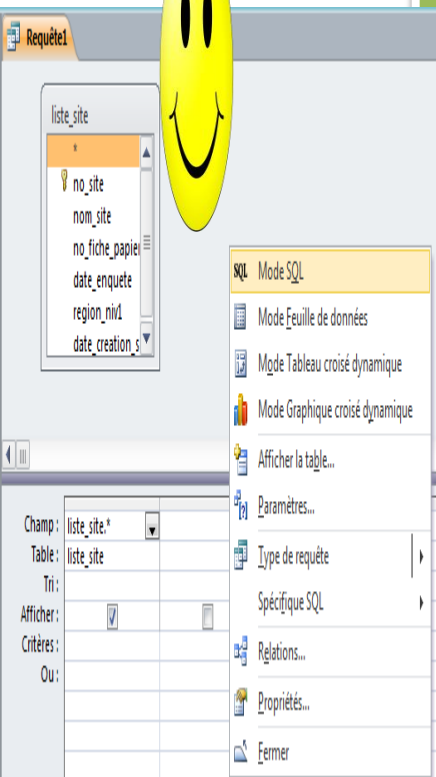 Requête1
liste_site
*
no_site
nom_site
no_fiche_papier
date_enquete
region_niv1
date_creation_s
SQL Mode SQL
Mode Feuille de données
Mode Tableau croisé dynamique
Mode Graphique croisé dynamique
Afficher la table...
Paramètres...
Type de requête
Spécifique SQL
Relations...
Propriétés...
Fermer
Champ : liste_site.*
Table : liste_site
Tri :
Afficher :
Critères :
Ou :